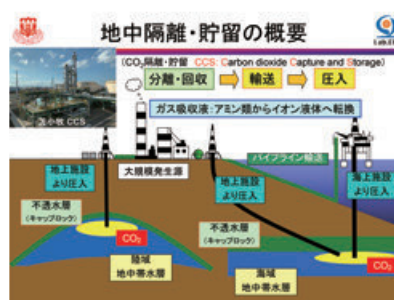 地中隔離・貯留の概要
(CO₂隔離・貯留 CCS: Carbon dioxide Capture and Storage)
分離・回収
輸送
圧入
苫小牧 CCS
ガス吸収液：アミン類からイオン液体へ転換
パイプライン輸送
地上施設
より圧入
大規模発生源
地上施設
より圧入
海上施設
より圧入
不透水層
(キャップロック)
不透水層
(キャップロック)
CO₂
CO₂
陸域
地中帯水層
海域
地中帯水層